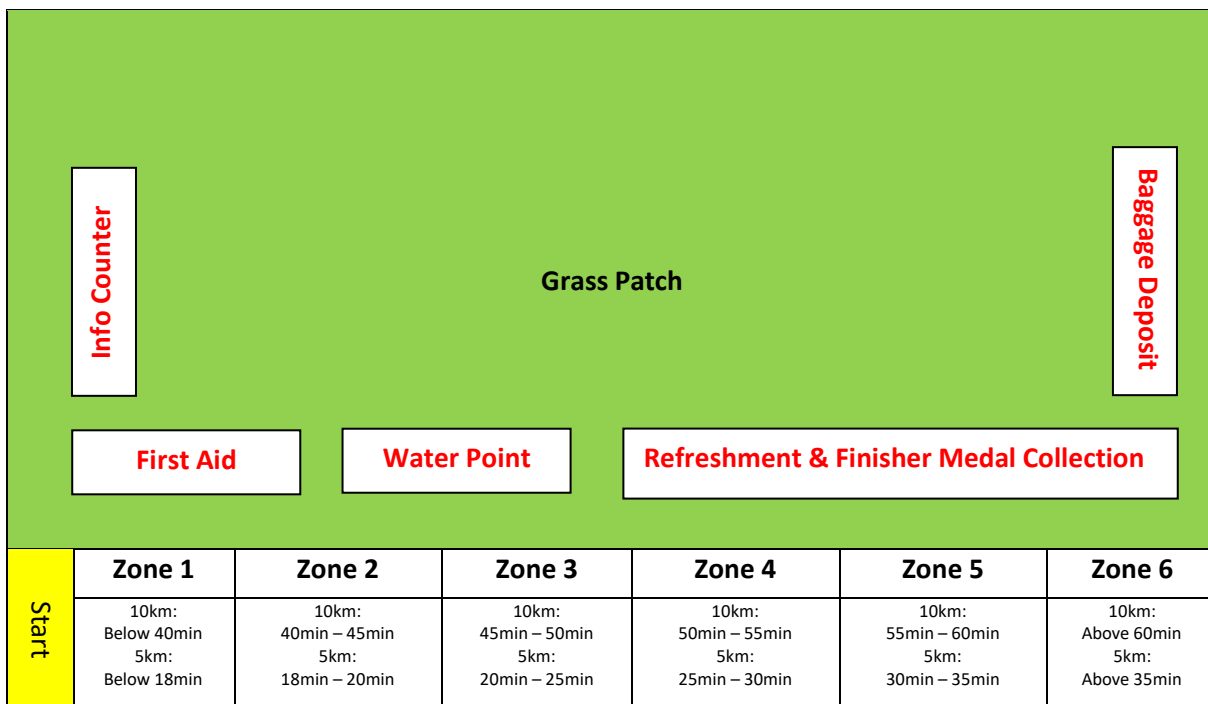 Info Counter
Baggage Deposit
Grass Patch
First Aid
Water Point
Refreshment & Finisher Medal Collection
Start
Zone 1
Zone 2
Zone 3
Zone 4
Zone 5
Zone 6
10km:
Below 40min
5km:
Below 18min
10km:
40min – 45min
5km:
18min – 20min
10km:
45min – 50min
5km:
20min – 25min
10km:
50min – 55min
5km:
25min – 30min
10km:
55min – 60min
5km:
30min – 35min
10km:
Above 60min
5km:
Above 35min